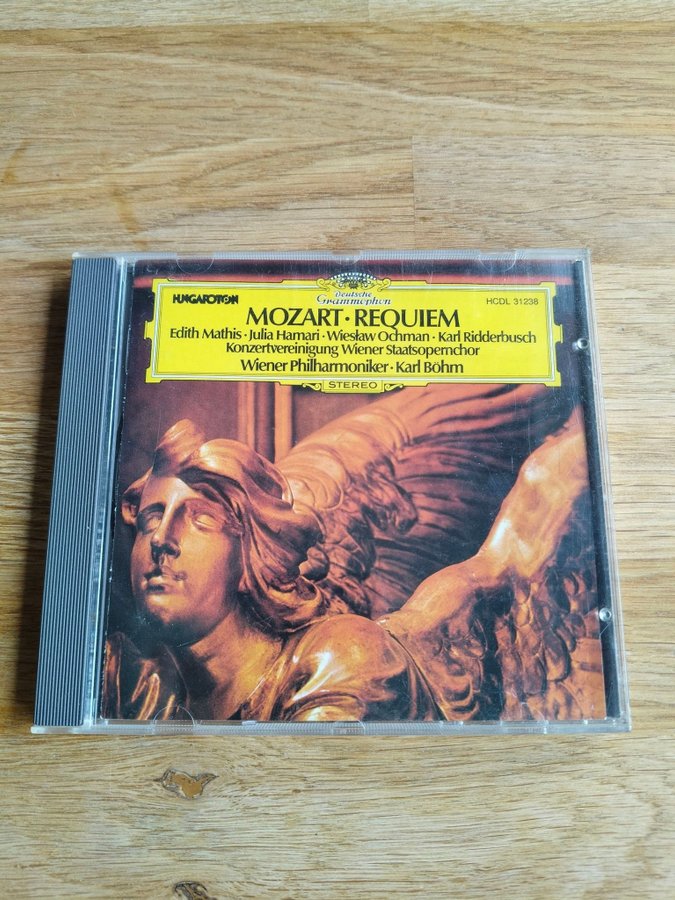 HUNGAROTON
Deutsche
Grammophon
HCDL 31238
MOZART · REQUIEM
Edith Mathis · Julia Hamari · Wiesław Ochman · Karl Ridderbusch
Konzertvereinigung Wiener Staatsopernchor
Wiener Philharmoniker · Karl Böhm
STEREO